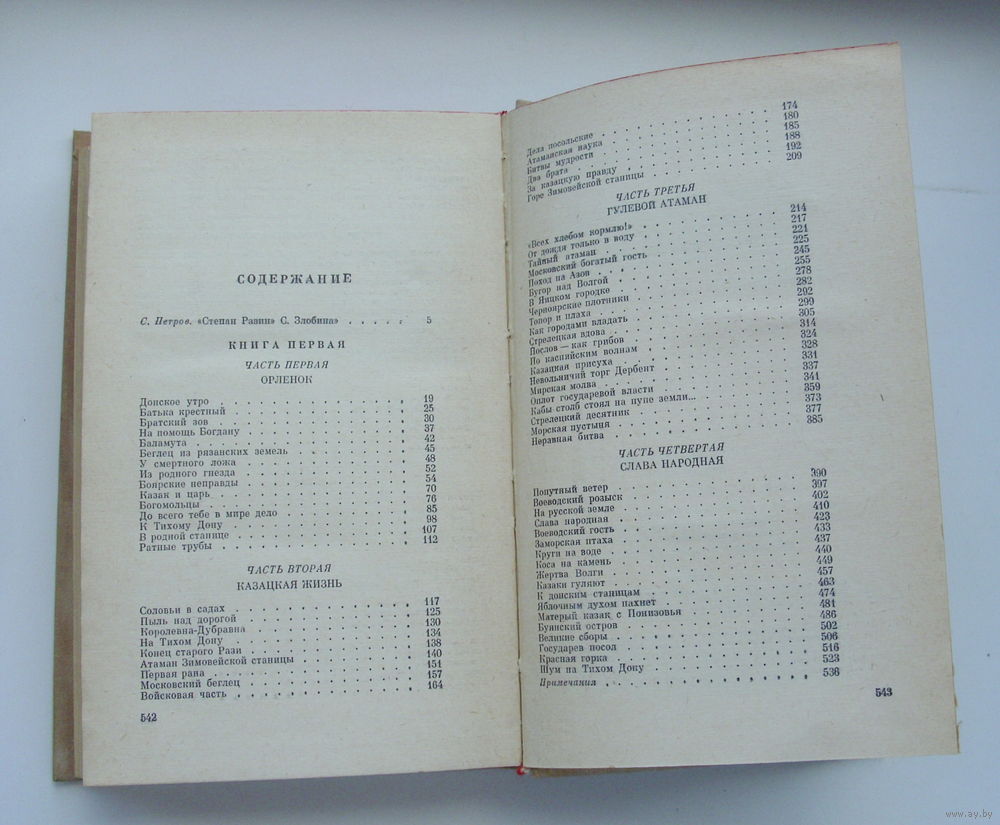 СОДЕРЖАНИЕ
С. Петров. «Степан Разин» С. Злобина» . . . . . 5
КНИГА ПЕРВАЯ
ЧАСТЬ ПЕРВАЯ
ОРЛЕНОК
Донское утро 19
Батька крестный 25
Братский зов 30
На помощь Богдану 37
Баламута 42
Беглец из рязанских земель 45
У смертного ложа 48
Из родного гнезда 52
Боярские неправды 54
Казак и царь 70
Богомольцы 76
До всего тебе в мире дело 85
К Тихому Дону 98
В родной станице 107
Ратные трубы 112
ЧАСТЬ ВТОРАЯ
КАЗАЦКАЯ ЖИЗНЬ
Соловьи в садах 117
Пыль над дорогой 125
Королевна-Дубравна 130
На Тихом Дону 134
Конец старого Рази 138
Атаман Зимовейской станицы 140
Первая рана 151
Московский беглец 157
Войсковая часть 164
542
Дела посольские 174
Атаманская наука 180
Битвы мудрости 185
Два брата 188
За казацкую правду 192
Горе Зимовейской станицы 209
ЧАСТЬ ТРЕТЬЯ
ГУЛЕВОЙ АТАМАН
«Всех хлебом кормлю!» 214
От дождя только в воду 217
Тайный атаман 221
Московский богатый гость 225
Поход на Азов 245
Бугор над Волгой 255
В Яицком городке 278
Черноярские плотники 282
Топор и плаха 292
Как городами владать 299
Стрелецкая вдова 305
Послов — как грибов 314
По каспийским волнам 324
Казацкая присуха 328
Невольничий торг Дербент 331
Мирская молва 337
Оплот государевой власти 341
Кабы столб стоял на пупе земли... 359
Стрелецкий десятник 373
Морская пустыня 377
Неравная битва 385
ЧАСТЬ ЧЕТВЕРТАЯ
СЛАВА НАРОДНАЯ
Попутный ветер 390
Воеводский розыск 397
На русской земле 402
Слава народная 410
Воеводский гость 423
Заморская птаха 433
Круги на воде 437
Коса на камень 440
Жертва Волги 449
Казаки гуляют 457
К донским станицам 463
Яблочным духом пахнет 474
Матерый казак с Понизовья 481
Буянский остров 486
Великие сборы 502
Государев посол 506
Красная горка 516
Шум на Тихом Дону 523
Примечания 536
543
www.ay.by